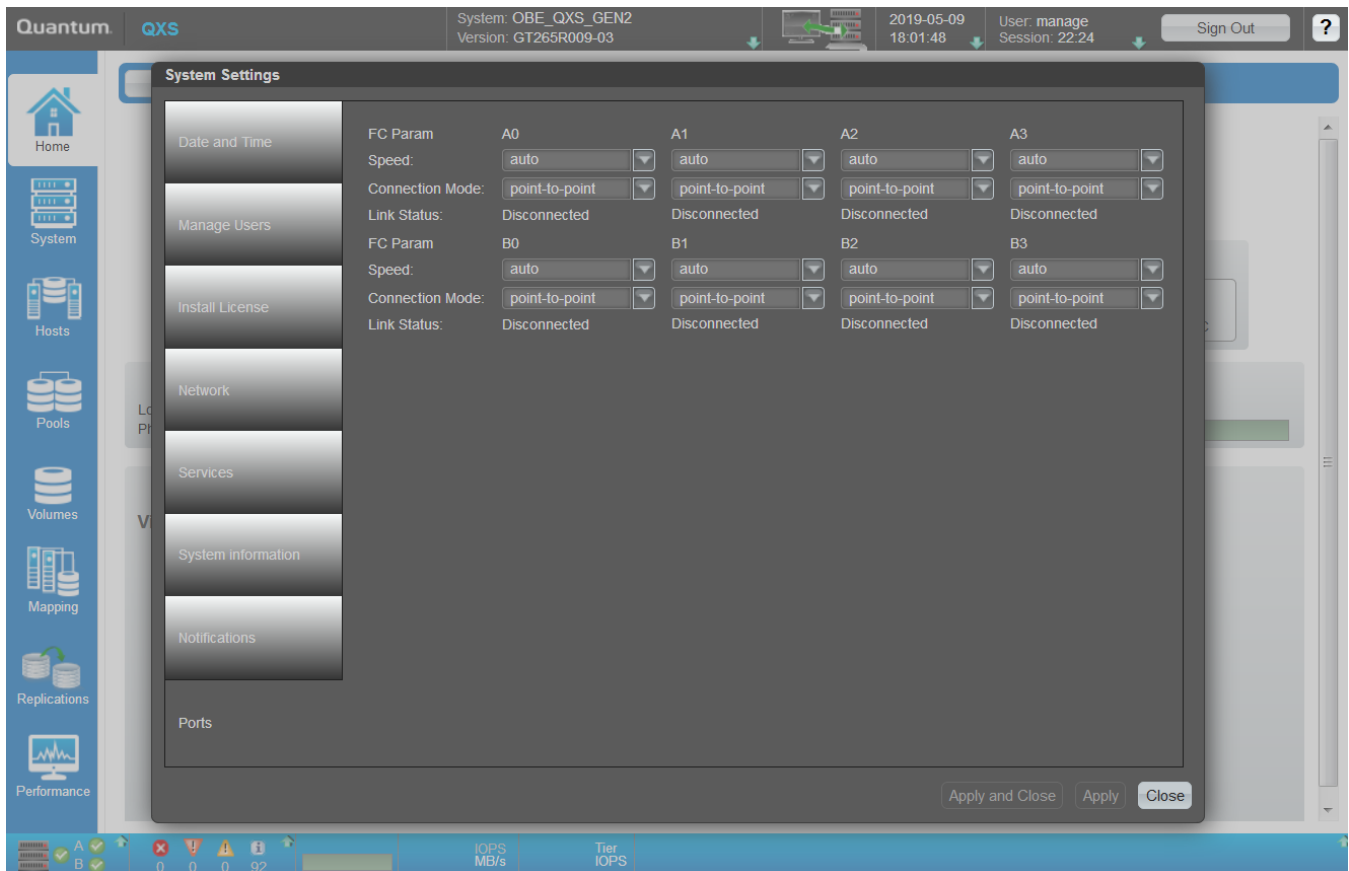 Quantum. QXS
System: OBE_QXS_GEN2
Version: GT265R009-03
2019-05-09
18:01:48
User: manage
Session: 22:24
Sign Out
?
Home
System
Hosts
Pools
Volumes
Mapping
Replications
Performance
System Settings
Date and Time
Manage Users
Install License
Network
Services
System information
Notifications
Ports
FC Param A0 A1 A2 A3
Speed: auto auto auto auto
Connection Mode: point-to-point point-to-point point-to-point point-to-point
Link Status: Disconnected Disconnected Disconnected Disconnected
FC Param B0 B1 B2 B3
Speed: auto auto auto auto
Connection Mode: point-to-point point-to-point point-to-point point-to-point
Link Status: Disconnected Disconnected Disconnected Disconnected
Apply and Close Apply Close
A
B
0 0 0 92
IOPS
MB/s
Tier
IOPS